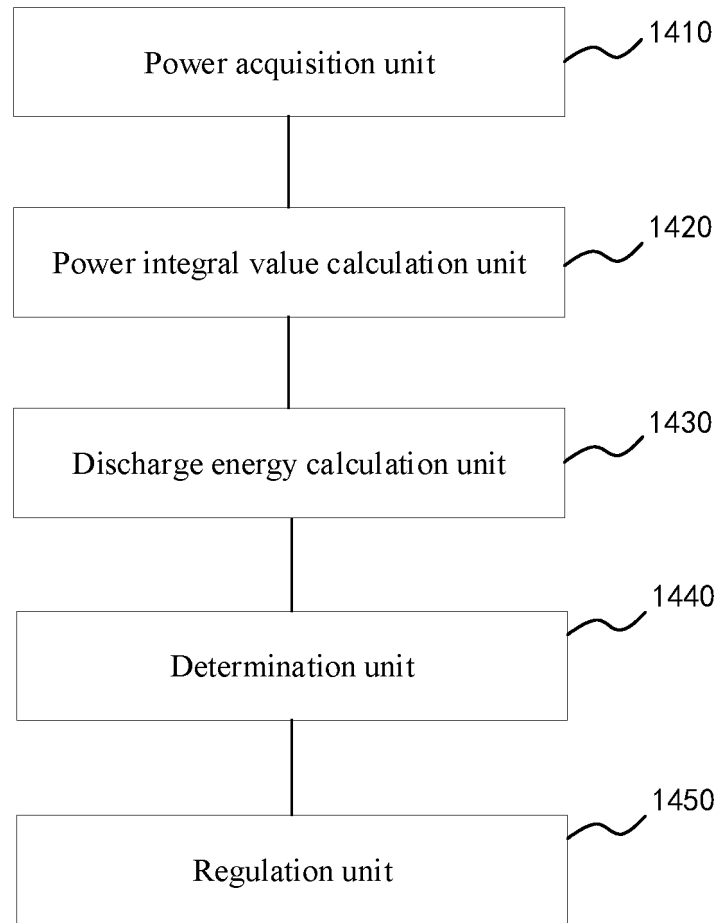 1410
Power acquisition unit
1420
Power integral value calculation unit
1430
Discharge energy calculation unit
1440
Determination unit
1450
Regulation unit